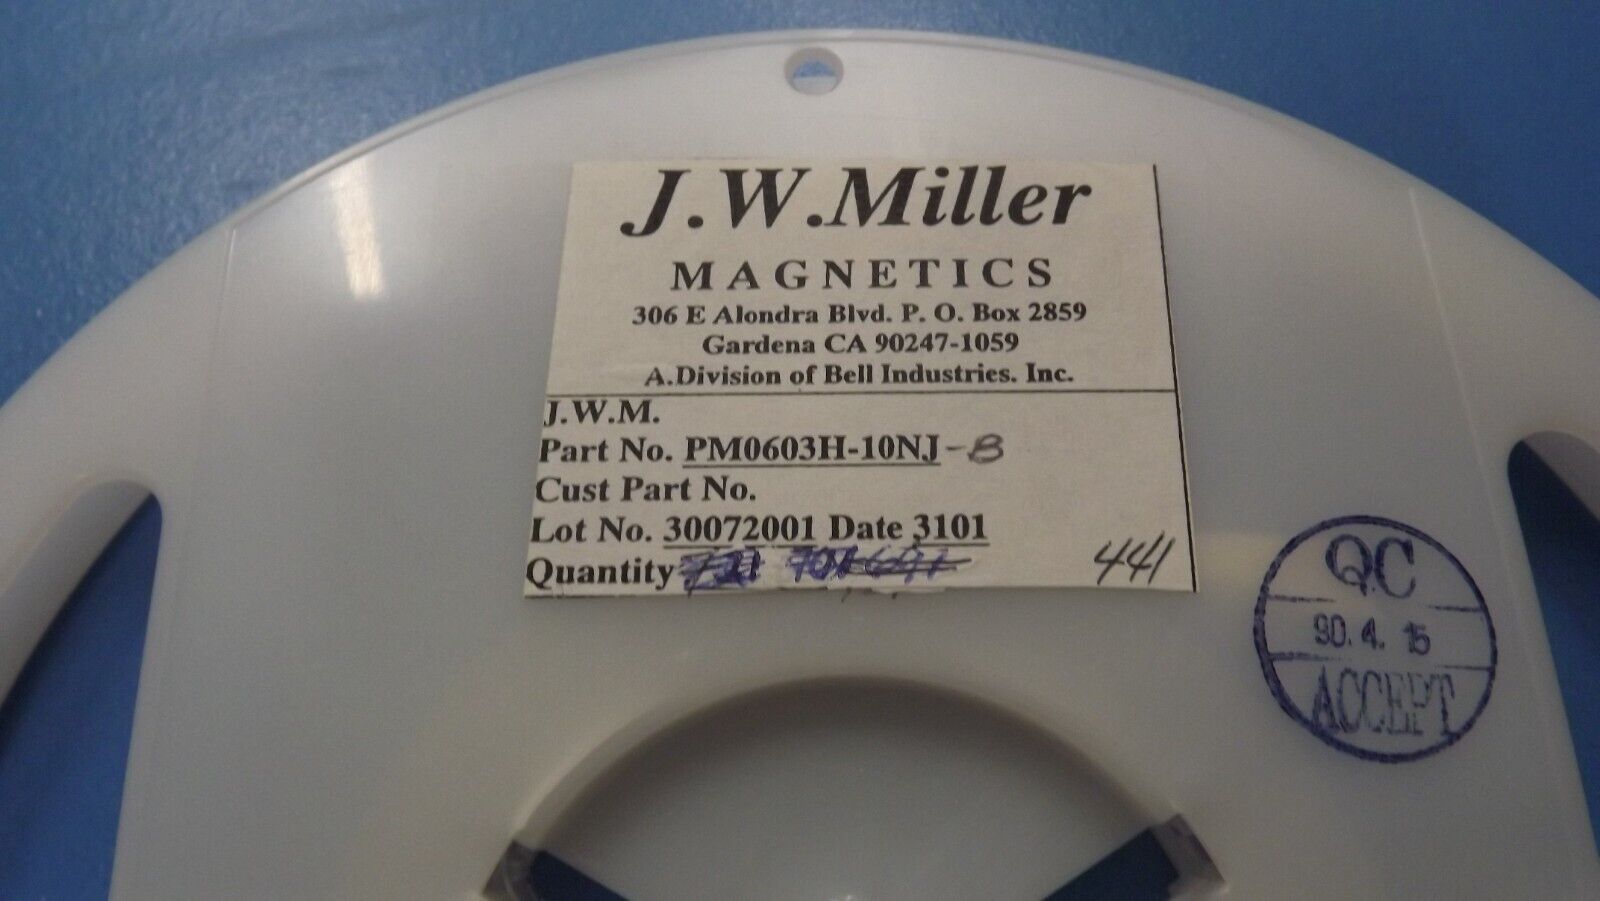 J.W.Miller
MAGNETICS
306 E Alondra Blvd. P. O. Box 2859
Gardena CA 90247-1059
A.Division of Bell Industries. Inc.
J.W.M.
Part No. PM0603H-10NJ-B
Cust Part No.
Lot No. 30072001 Date 3101
Quantity 441
QC
90.4.15
ACCEPT